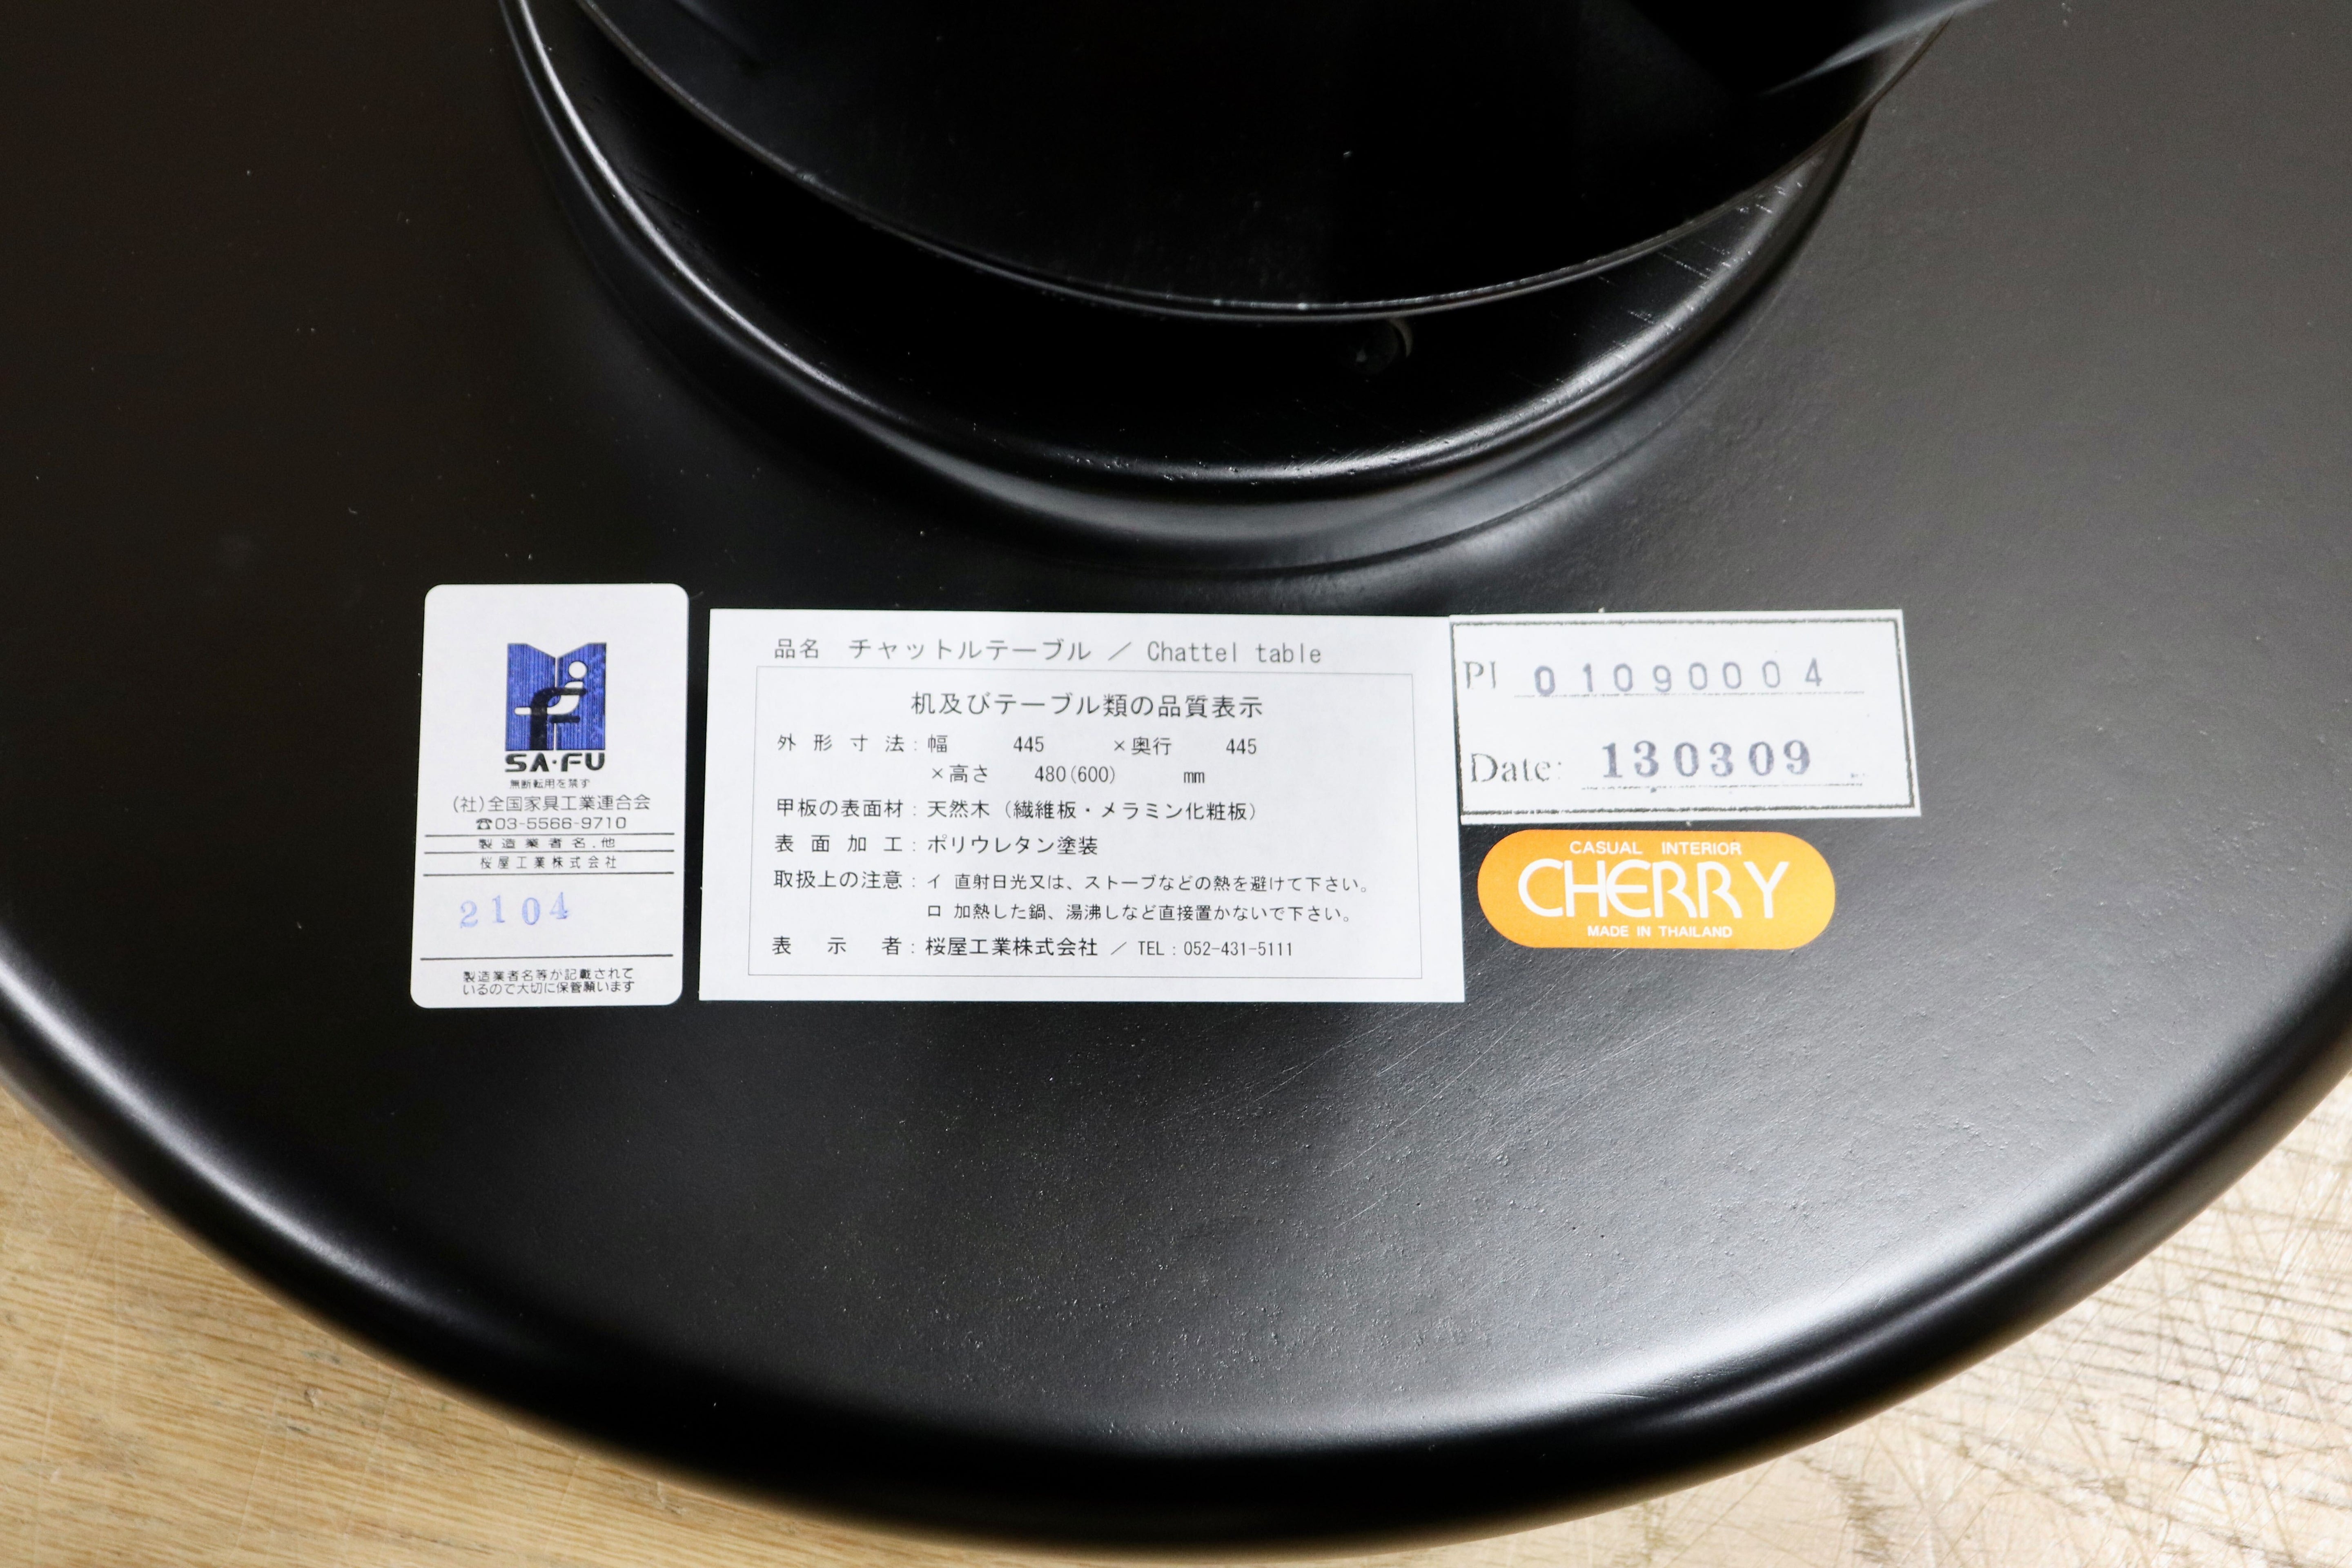 SA·FU
無断転用を禁ず
(社)全国家具工業連合会
☎03-5566-9710
製造業者名.他
桜屋工業株式会社
2104
製造業者名等が記載されて
いるので大切に保管願います
品名 チャットルテーブル / Chattel table
机及びテーブル類の品質表示
外形寸法:幅 445 ×奥行 445
×高さ 480(600) mm
甲板の表面材:天然木(繊維板・メラミン化粧板)
表面加工:ポリウレタン塗装
取扱上の注意:イ 直射日光又は、ストーブなどの熱を避けて下さい。
ロ 加熱した鍋、湯沸しなど直接置かないで下さい。
表示者:桜屋工業株式会社 / TEL:052-431-5111
PI 01090004
Date: 130309
CASUAL INTERIOR
CHERRY
MADE IN THAILAND